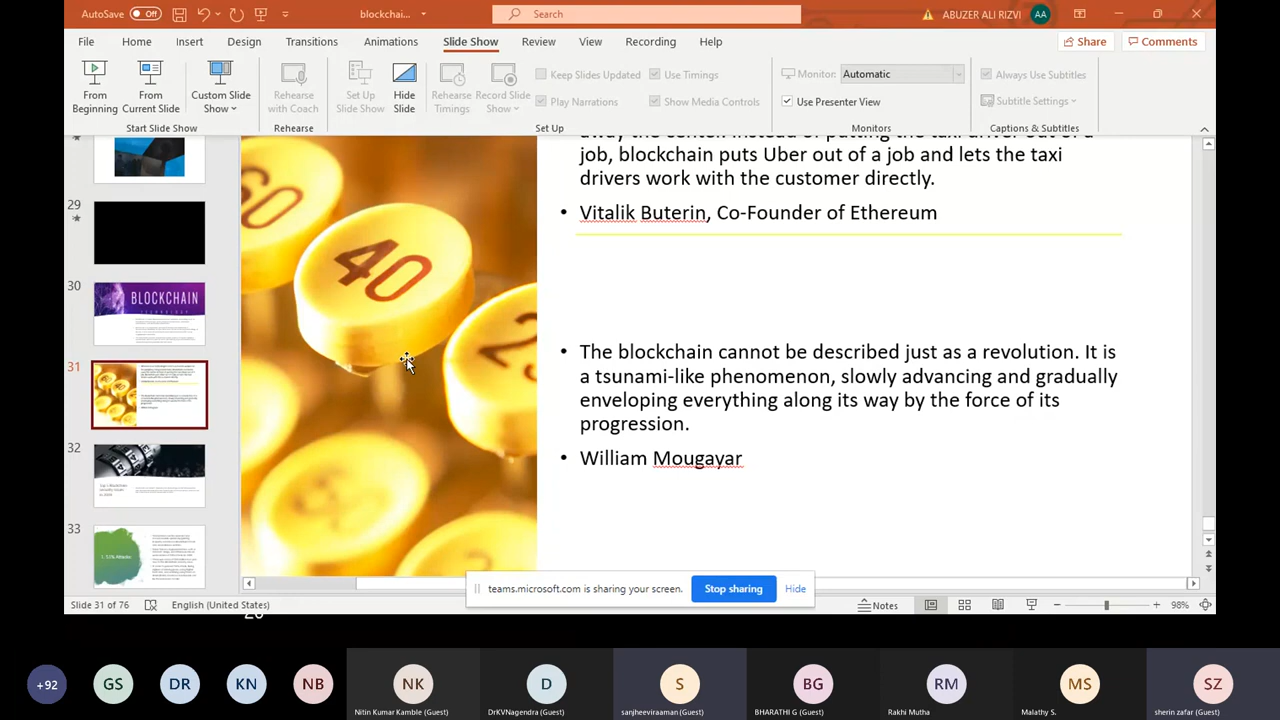 AutoSave Off blockchai... Search ABUZER ALI RIZVI AA
File Home Insert Design Transitions Animations Slide Show Review View Recording Help Share Comments
From Beginning
From Current Slide
Custom Slide Show
Start Slide Show
Rehearse with Coach
Rehearse
Set Up Slide Show
Hide Slide
Rehearse Timings
Record Slide Show
Keep Slides Updated
Play Narrations
Use Timings
Show Media Controls
Set Up
Monitor: Automatic
Use Presenter View
Monitors
Always Use Subtitles
Subtitle Settings
Captions & Subtitles
29
30
BLOCKCHAIN
31
32
33
60
40
2
job, blockchain puts Uber out of a job and lets the taxi
drivers work with the customer directly.
• Vitalik Buterin, Co-Founder of Ethereum
• The blockchain cannot be described just as a revolution. It is
a tsunami-like phenomenon, slowly advancing and gradually
enveloping everything along its way by the force of its
progression.
• William Mougayar
teams.microsoft.com is sharing your screen. Stop sharing Hide
Slide 31 of 76 English (United States) Notes 98%
+92 GS DR KN NB NK D S BG RM MS SZ
Nitin Kumar Kamble (Guest) DrKVNagendra (Guest) sanjheeviraaman (Guest) BHARATHI G (Guest) Rakhi Mutha Malathy S. sherin zafar (Guest)